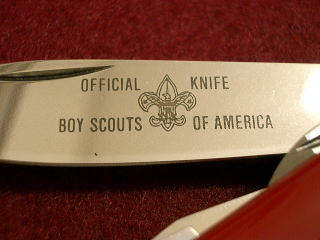 OFFICIAL KNIFE
BOY SCOUTS OF AMERICA